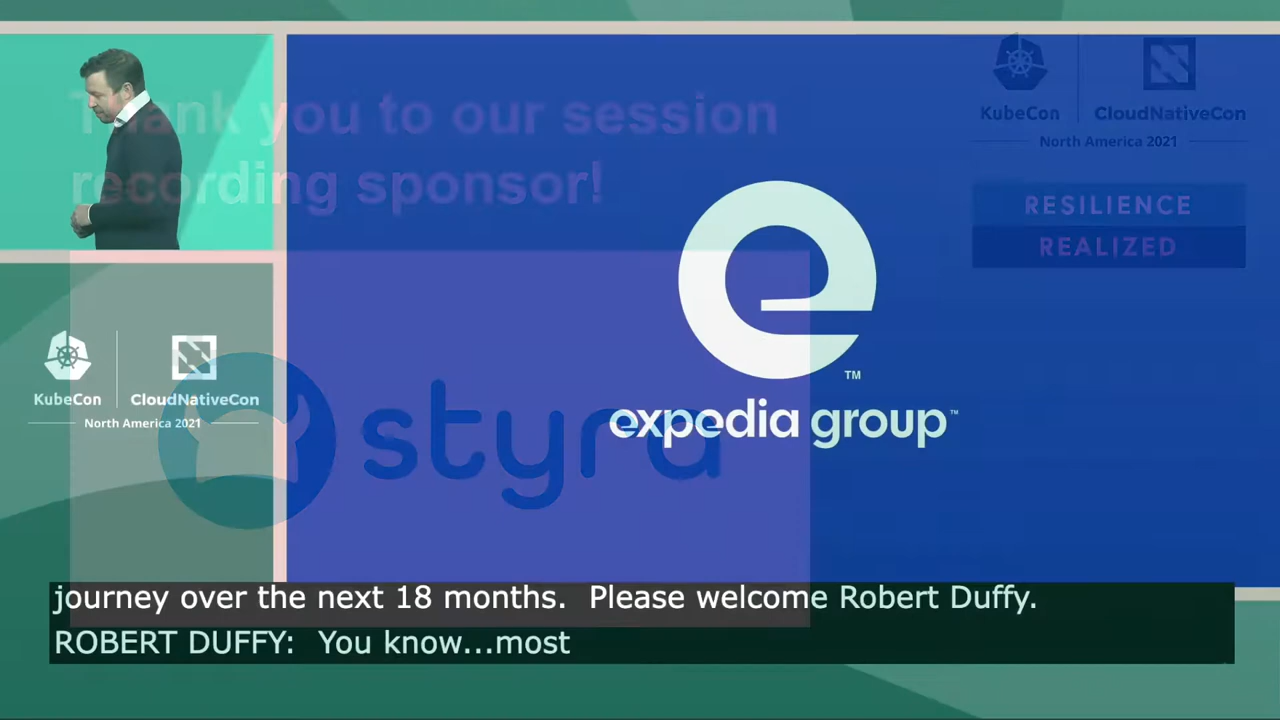 Thank you to our session
recording sponsor!
KubeCon
CloudNativeCon
North America 2021
RESILIENCE
REALIZED
KubeCon
CloudNativeCon
North America 2021
styra
TM
expedia group™
journey over the next 18 months.  Please welcome Robert Duffy.
ROBERT DUFFY:  You know...most